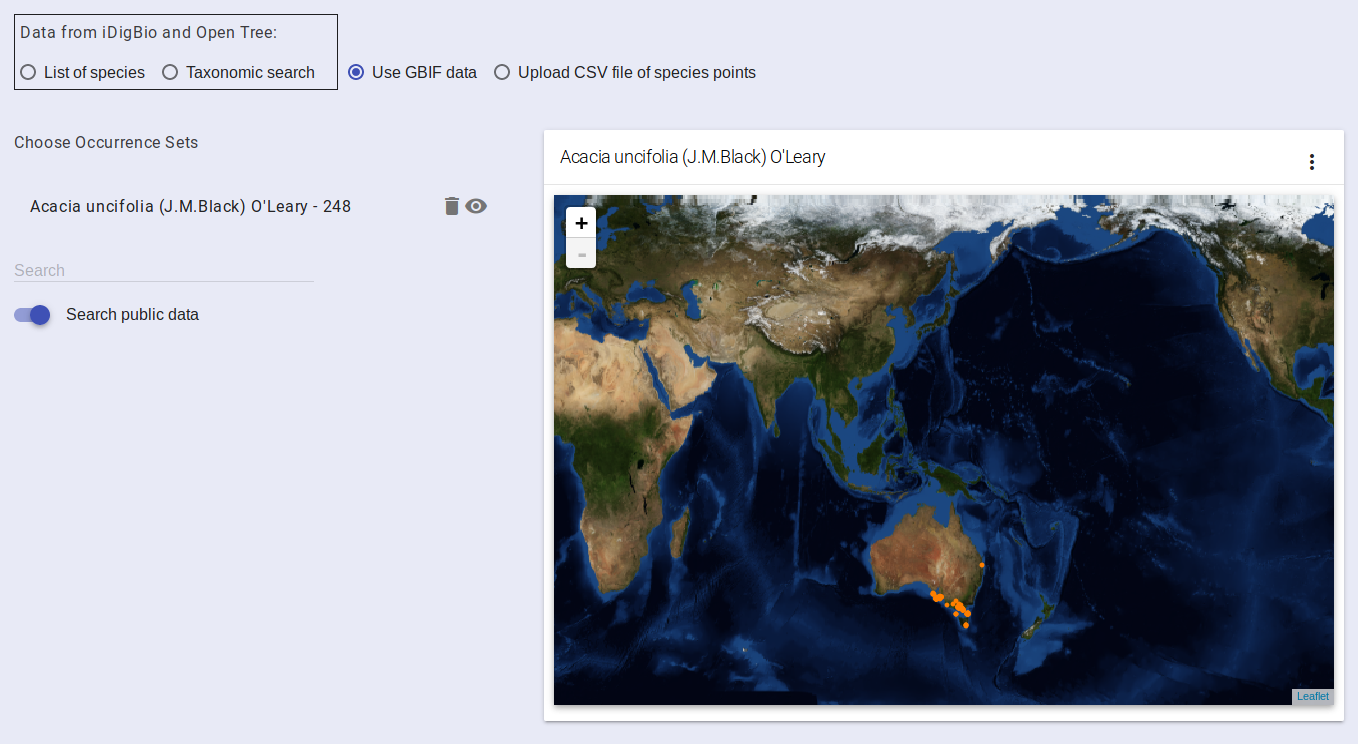 Data from iDigBio and Open Tree:
List of species Taxonomic search Use GBIF data Upload CSV file of species points
Choose Occurrence Sets
Acacia uncifolia (J.M.Black) O'Leary - 248
Search
Search public data
Acacia uncifolia (J.M.Black) O'Leary
+
-
Leaflet